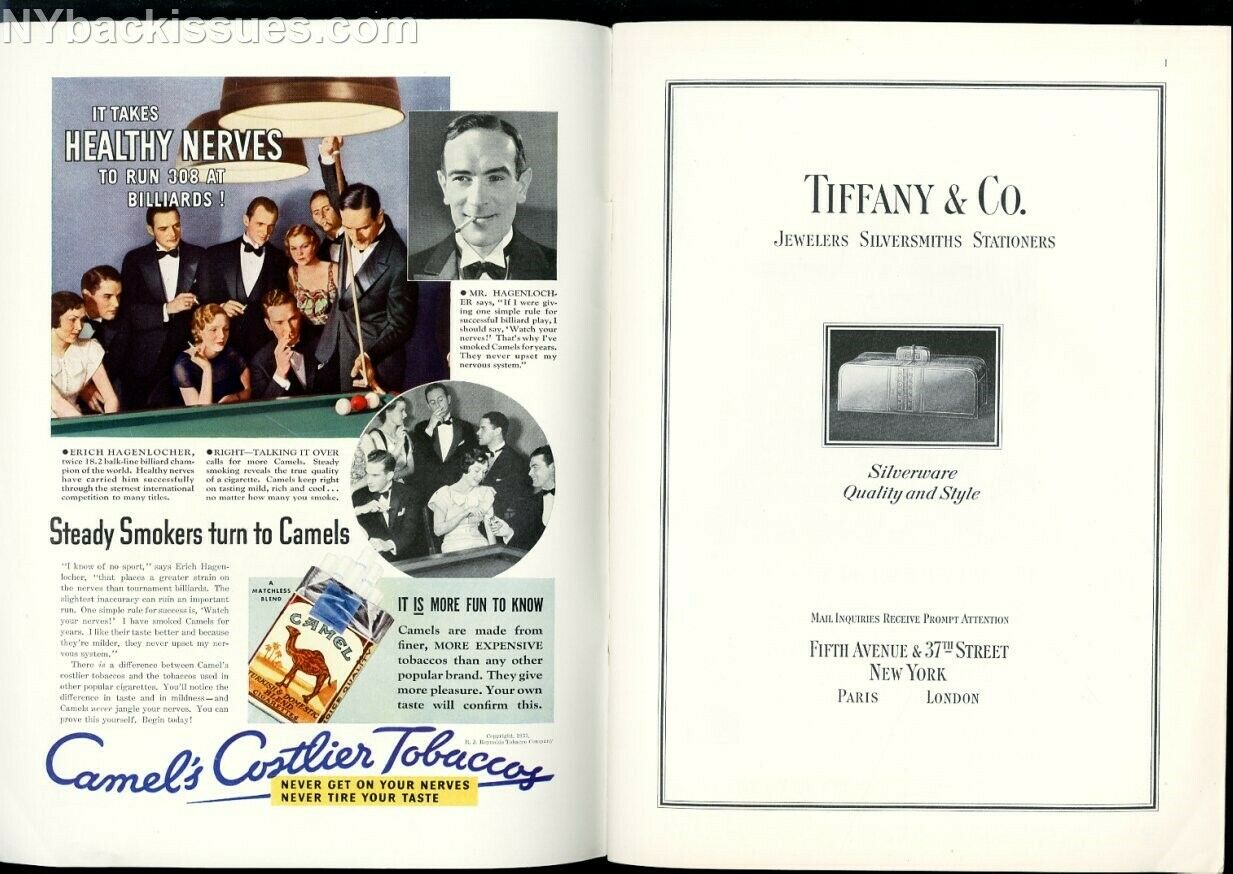 NYbackissues.com
IT TAKES
HEALTHY NERVES
TO RUN 308 AT
BILLIARDS !
● MR. HAGENLOCH-
ER says, "If I were giv-
ing one simple rule for
successful billiard play, I
should say, 'Watch your
nerves!' That's why I've
smoked Camels for years.
They never upset my
nervous system."
● ERICH HAGENLOCHER,
twice 18.2 balk-line billiard cham-
pion of the world. Healthy nerves
have carried him successfully
through the sternest international
competition to many titles.
● RIGHT—TALKING IT OVER
calls for more Camels. Steady
smoking reveals the true quality
of a cigarette. Camels keep right
on tasting mild, rich and cool...
no matter how many you smoke.
Steady Smokers turn to Camels
"I know of no sport," says Erich Hagen-
locher, "that places a greater strain on
the nerves than tournament billiards. The
slightest inaccuracy can ruin an important
run. One simple rule for success is, 'Watch
your nerves!' I have smoked Camels for
years. I like their taste better and because
they're milder, they never upset my ner-
vous system."
There is a difference between Camel's
costlier tobaccos and the tobaccos used in
other popular cigarettes. You'll notice the
difference in taste and in mildness—and
Camels never jangle your nerves. You can
prove this yourself. Begin today!
A
MATCHLESS
BLEND
CAMEL
TURKISH & DOMESTIC
BLEND
CIGARETTES
CHOICE QUALITY
IT IS MORE FUN TO KNOW
Camels are made from
finer, MORE EXPENSIVE
tobaccos than any other
popular brand. They give
more pleasure. Your own
taste will confirm this.
Copyright, 1933,
R. J. Reynolds Tobacco Company
Camel's Costlier Tobaccos
NEVER GET ON YOUR NERVES
NEVER TIRE YOUR TASTE
1
TIFFANY & CO.
JEWELERS SILVERSMITHS STATIONERS
Silverware
Quality and Style
MAIL INQUIRIES RECEIVE PROMPT ATTENTION
FIFTH AVENUE & 37TH STREET
NEW YORK
PARIS LONDON